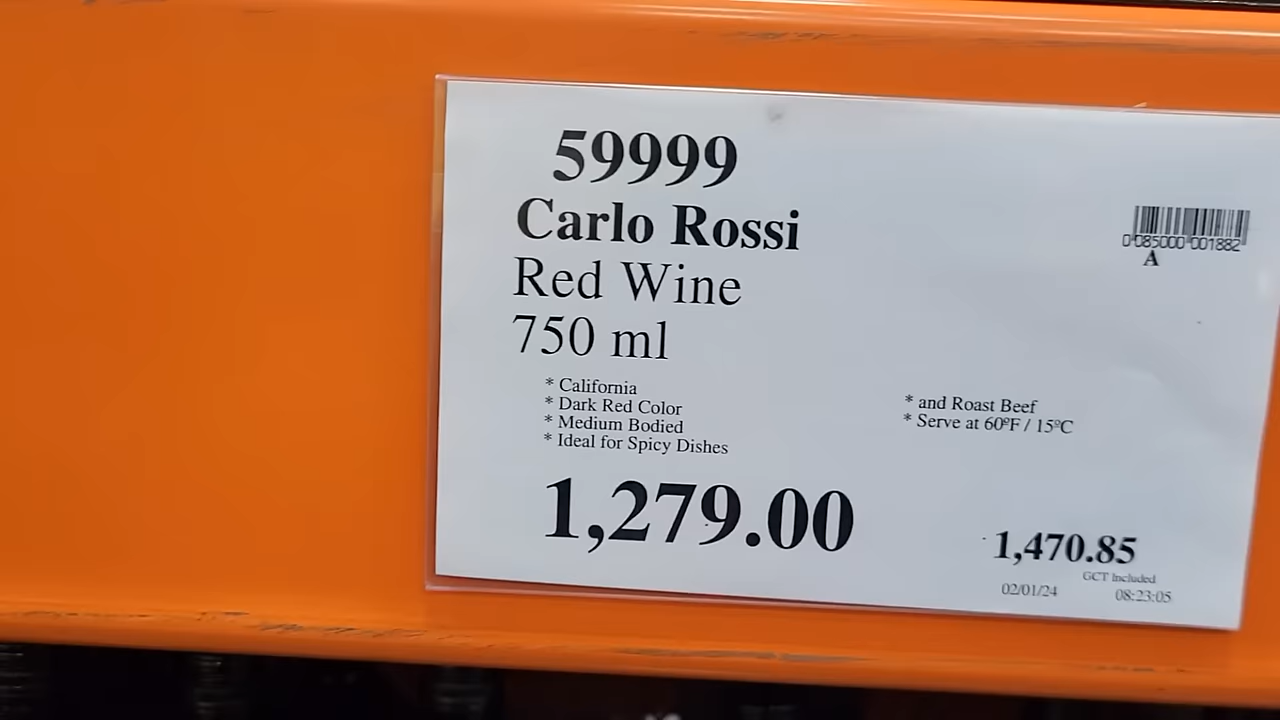 59999
Carlo Rossi
Red Wine
750 ml
0 085000 001882
A
* California
* Dark Red Color
* Medium Bodied
* Ideal for Spicy Dishes
* and Roast Beef
* Serve at 60ºF / 15ºC
1,279.00
1,470.85
GCT Included
02/01/24 08:23:05